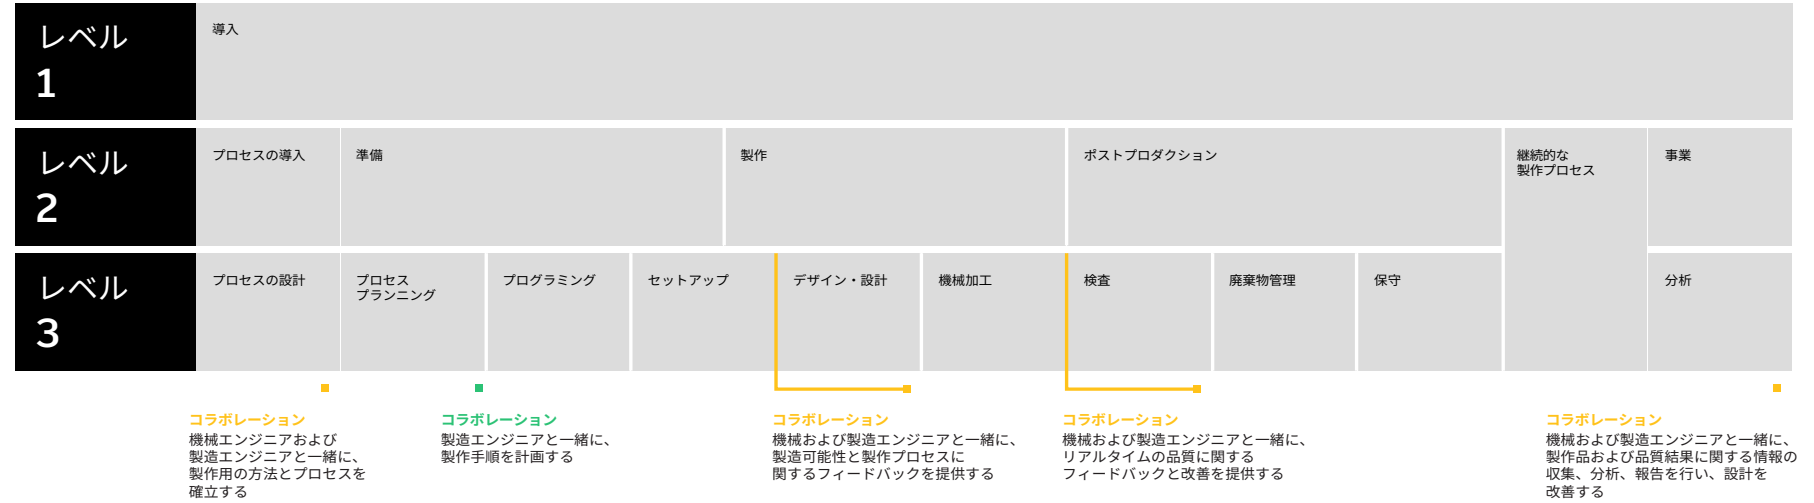 レベル
1
導入
レベル
2
プロセスの導入
準備
製作
ポストプロダクション
継続的な
製作プロセス
事業
レベル
3
プロセスの設計
プロセス
プランニング
プログラミング
セットアップ
デザイン・設計
機械加工
検査
廃棄物管理
保守
分析
コラボレーション
機械エンジニアおよび
製造エンジニアと一緒に、
製作用の方法とプロセスを
確立する
コラボレーション
製造エンジニアと一緒に、
製作手順を計画する
コラボレーション
機械および製造エンジニアと一緒に、
製造可能性と製作プロセスに
関するフィードバックを提供する
コラボレーション
機械および製造エンジニアと一緒に、
リアルタイムの品質に関する
フィードバックと改善を提供する
コラボレーション
機械および製造エンジニアと一緒に、
製作品および品質結果に関する情報の
収集、分析、報告を行い、設計を
改善する